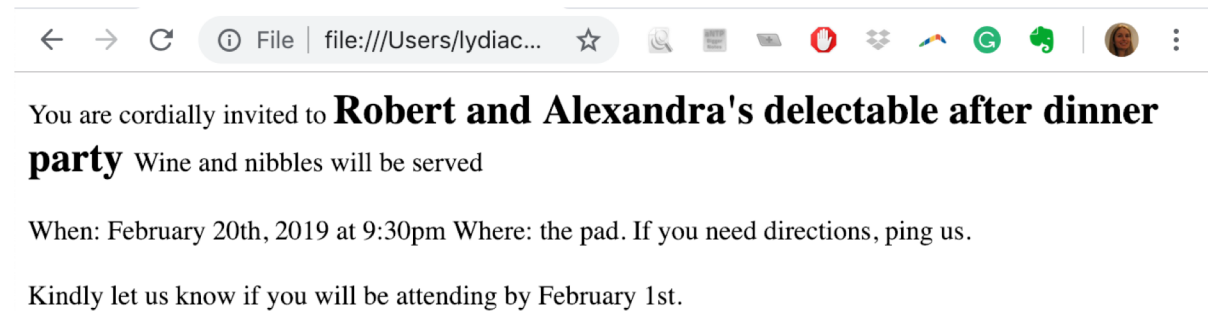 File file:///Users/lydiac...
You are cordially invited to Robert and Alexandra's delectable after dinner
party Wine and nibbles will be served
When: February 20th, 2019 at 9:30pm Where: the pad. If you need directions, ping us.
Kindly let us know if you will be attending by February 1st.